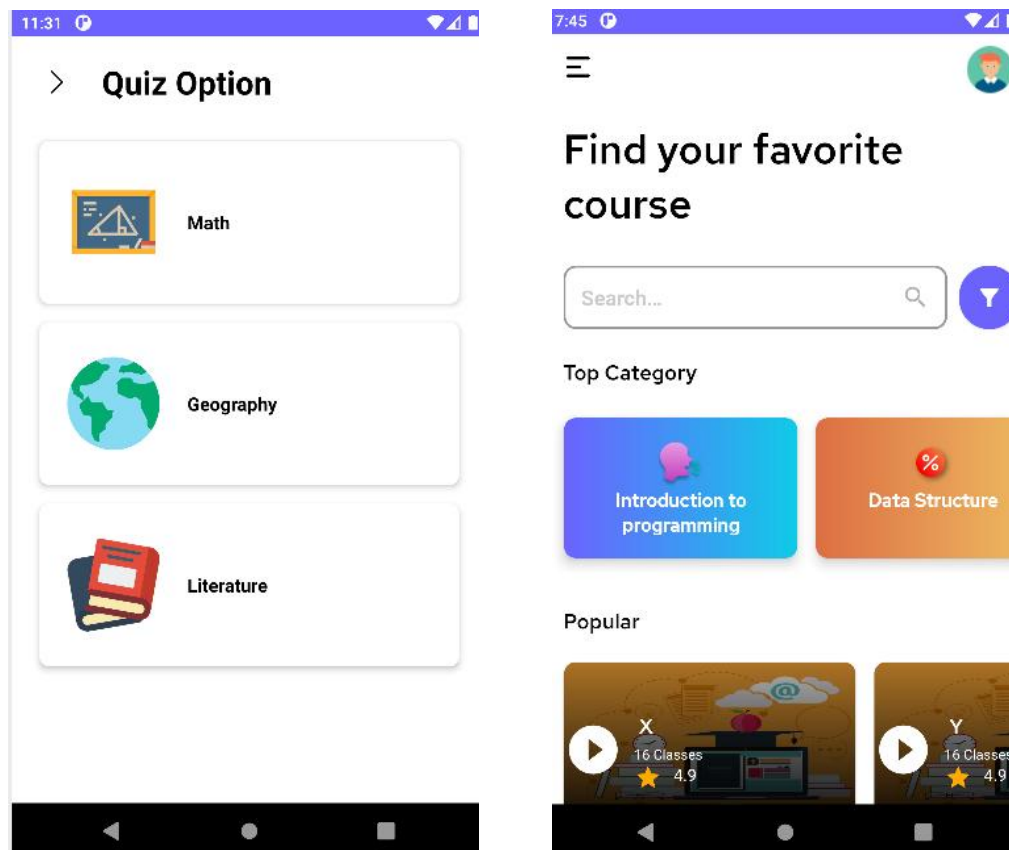 11:31
Quiz Option
Math
Geography
Literature
7:45
Find your favorite
course
Search...
Top Category
Introduction to
programming
%
Data Structure
Popular
X
16 Classes
4.9
@
Y
16 Classes
4.9